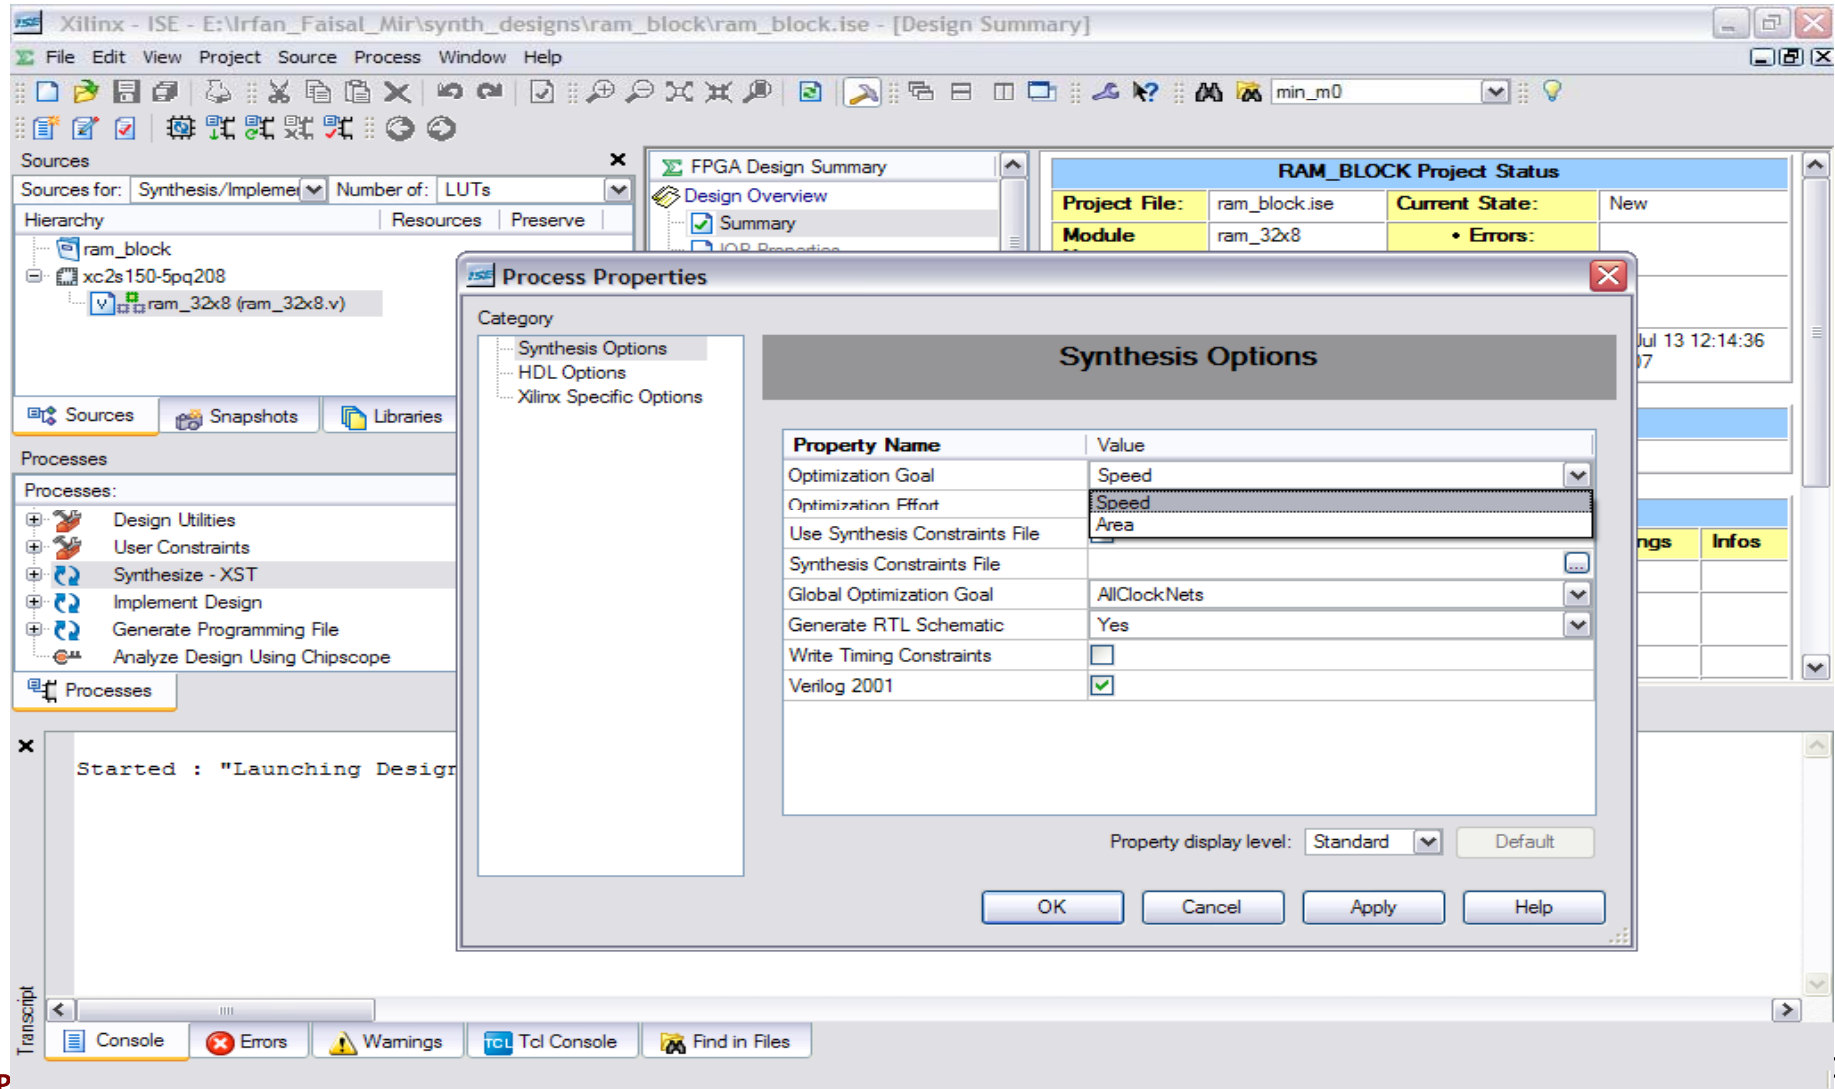 Xilinx - ISE - E:\Irfan_Faisal_Mir\synth_designs\ram_block\ram_block.ise - [Design Summary]
File Edit View Project Source Process Window Help
min_m0
Sources
Sources for: Synthesis/Implemen Number of: LUTs
Hierarchy Resources Preserve
ram_block
xc2s150-5pq208
ram_32x8 (ram_32x8.v)
Sources Snapshots Libraries
Processes
Processes:
Design Utilities
User Constraints
Synthesize - XST
Implement Design
Generate Programming File
Analyze Design Using Chipscope
Processes
FPGA Design Summary
Design Overview
Summary
IOB Properties
RAM_BLOCK Project Status
Project File: ram_block.ise Current State: New
Module ram_32x8 • Errors:
Jul 13 12:14:36
07
ngs Infos
Process Properties
Category
Synthesis Options
HDL Options
Xilinx Specific Options
Synthesis Options
Property Name Value
Optimization Goal Speed
Speed
Area
Optimization Effort
Use Synthesis Constraints File
Synthesis Constraints File ...
Global Optimization Goal AllClockNets
Generate RTL Schematic Yes
Write Timing Constraints
Verilog 2001
Property display level: Standard Default
OK Cancel Apply Help
Started : "Launching Design
Transcript
Console Errors Warnings TCL Tcl Console Find in Files
P